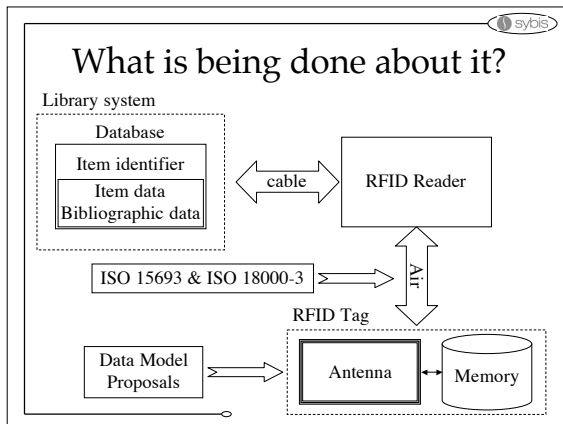 sybis
What is being done about it?
Library system
Database
Item identifier
Item data
Bibliographic data
cable
RFID Reader
Air
ISO 15693 & ISO 18000-3
RFID Tag
Data Model
Proposals
Antenna
Memory